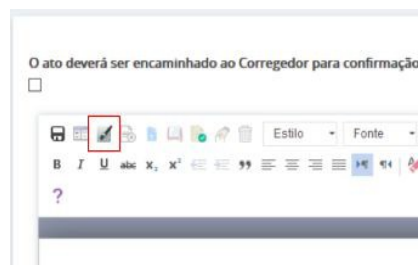 O ato deverá ser encaminhado ao Corregedor para confirmação
Estilo Fonte
B I U abc x₂ x²
?